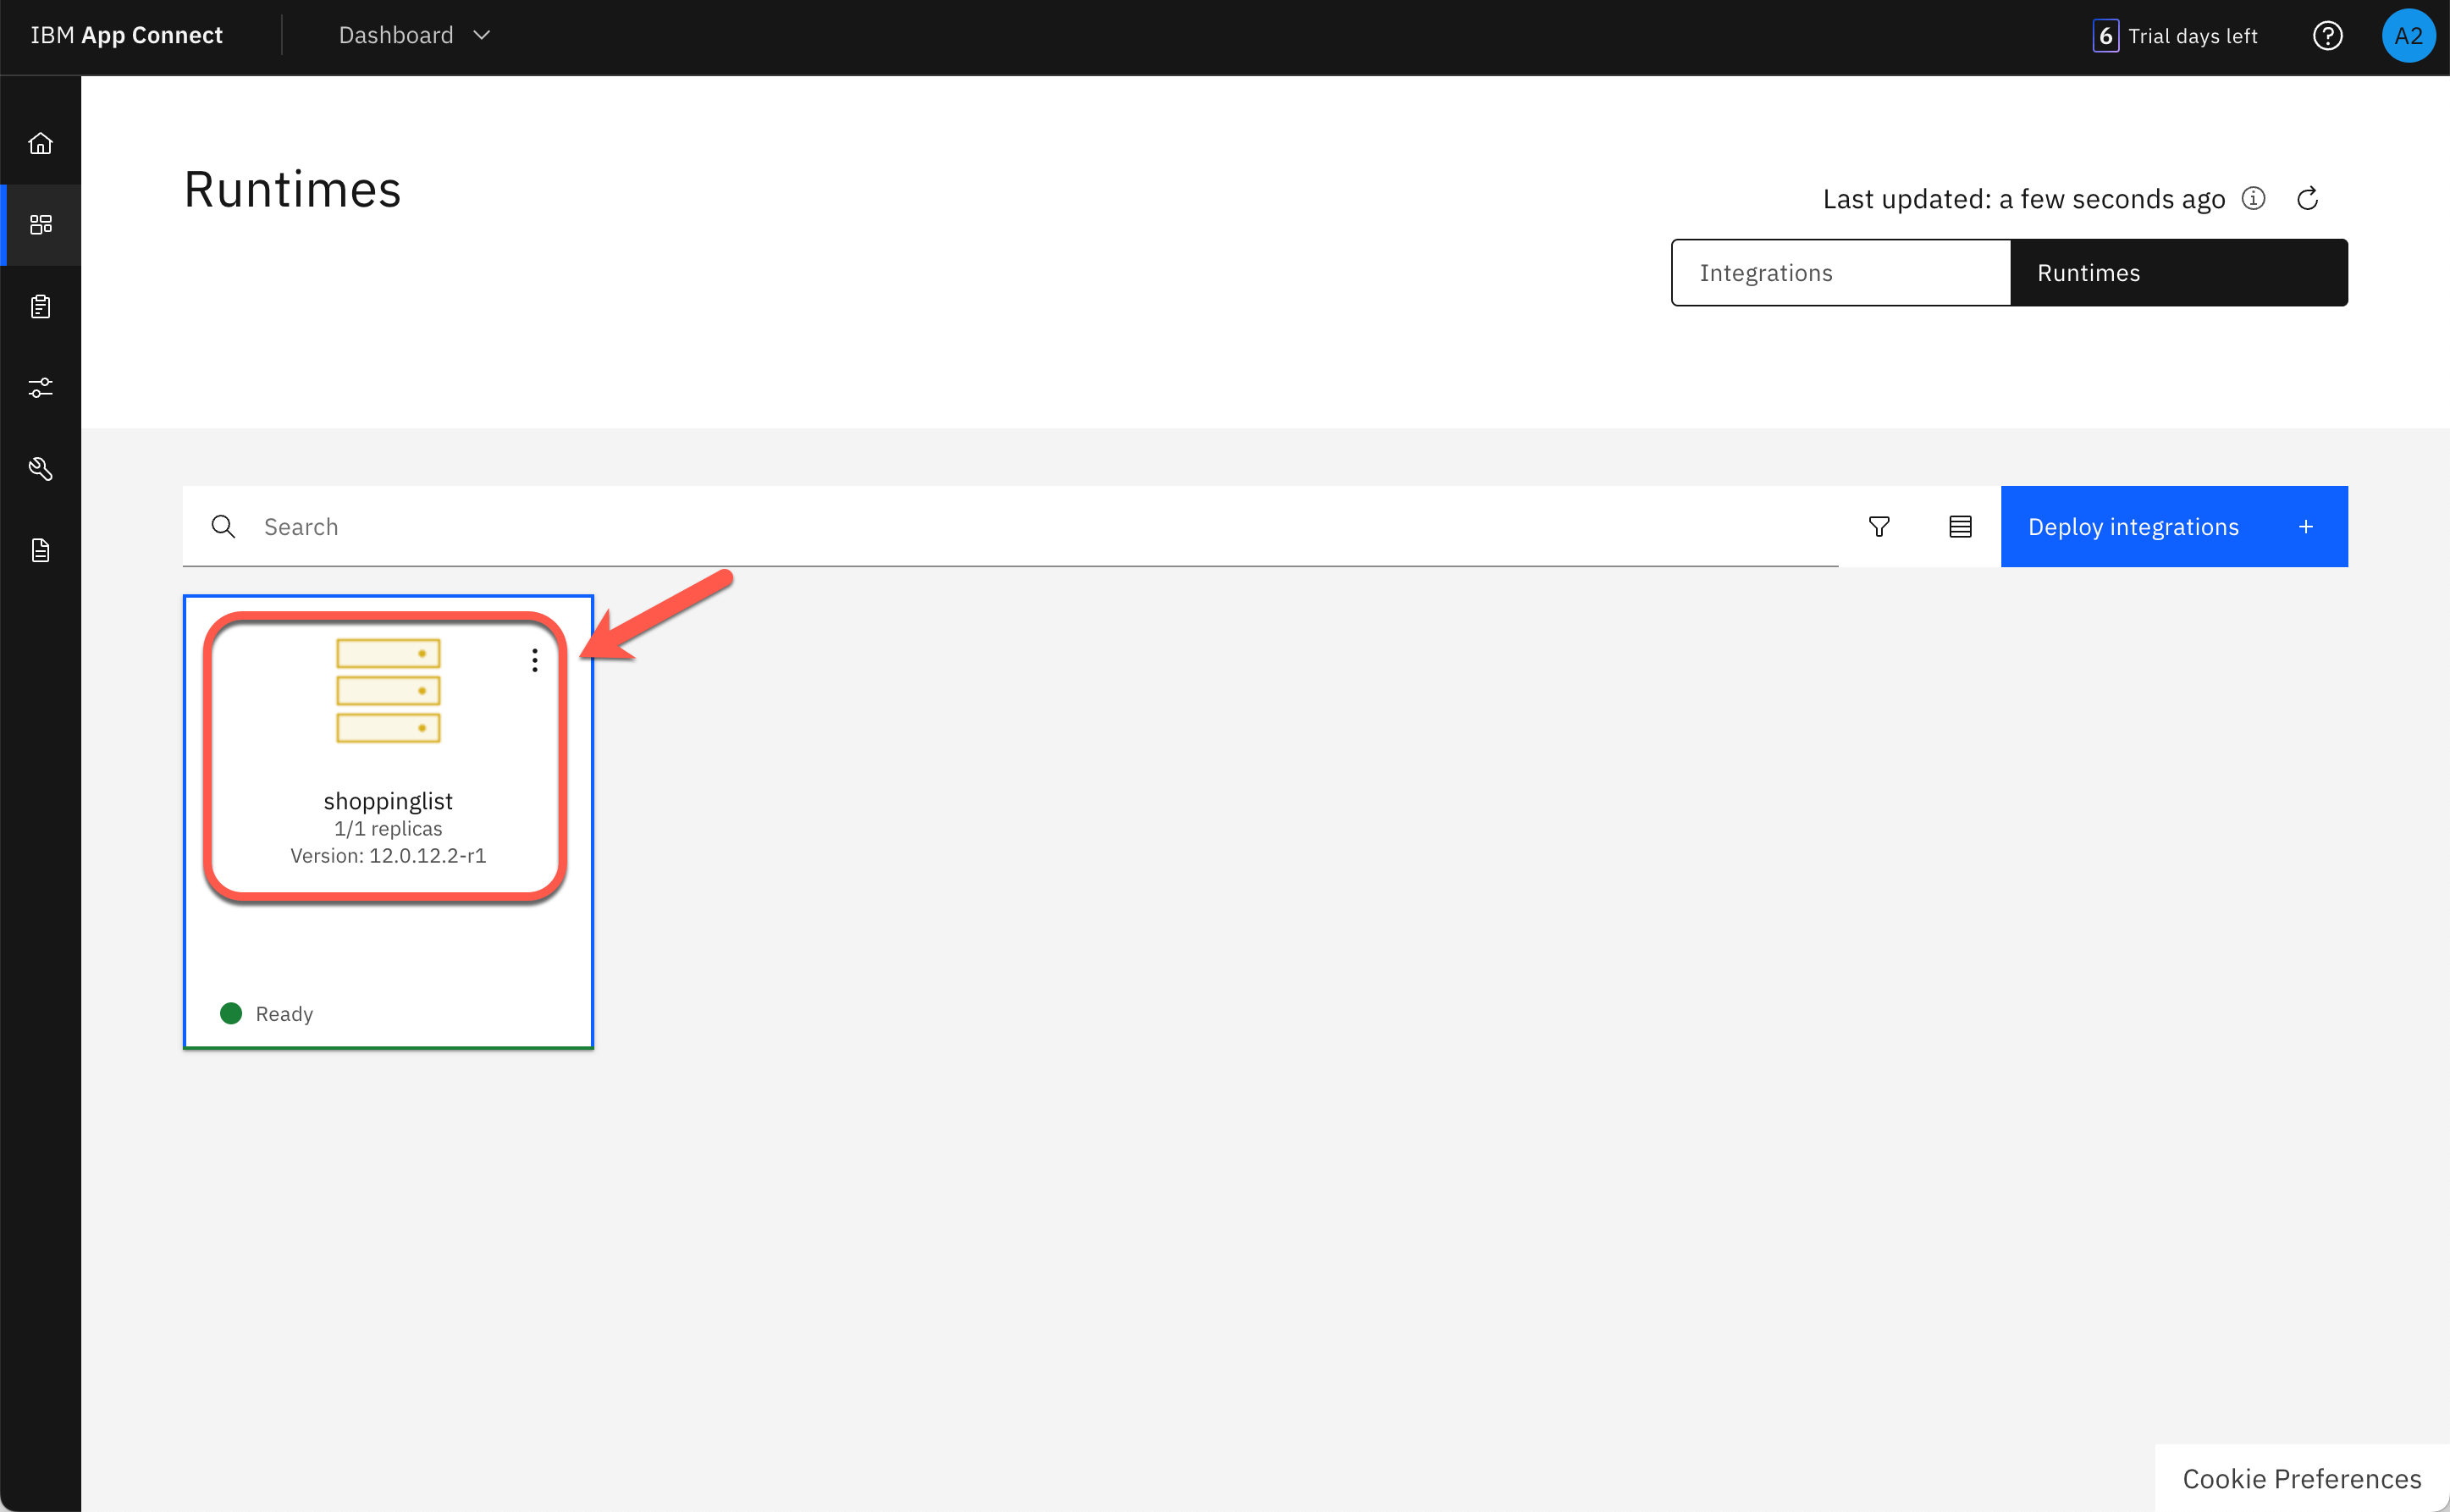 IBM App Connect
Dashboard
6 Trial days left
A2
Runtimes
Last updated: a few seconds ago
Integrations
Runtimes
Search
Deploy integrations +
shoppinglist
1/1 replicas
Version: 12.0.12.2-r1
Ready
Cookie Preferences